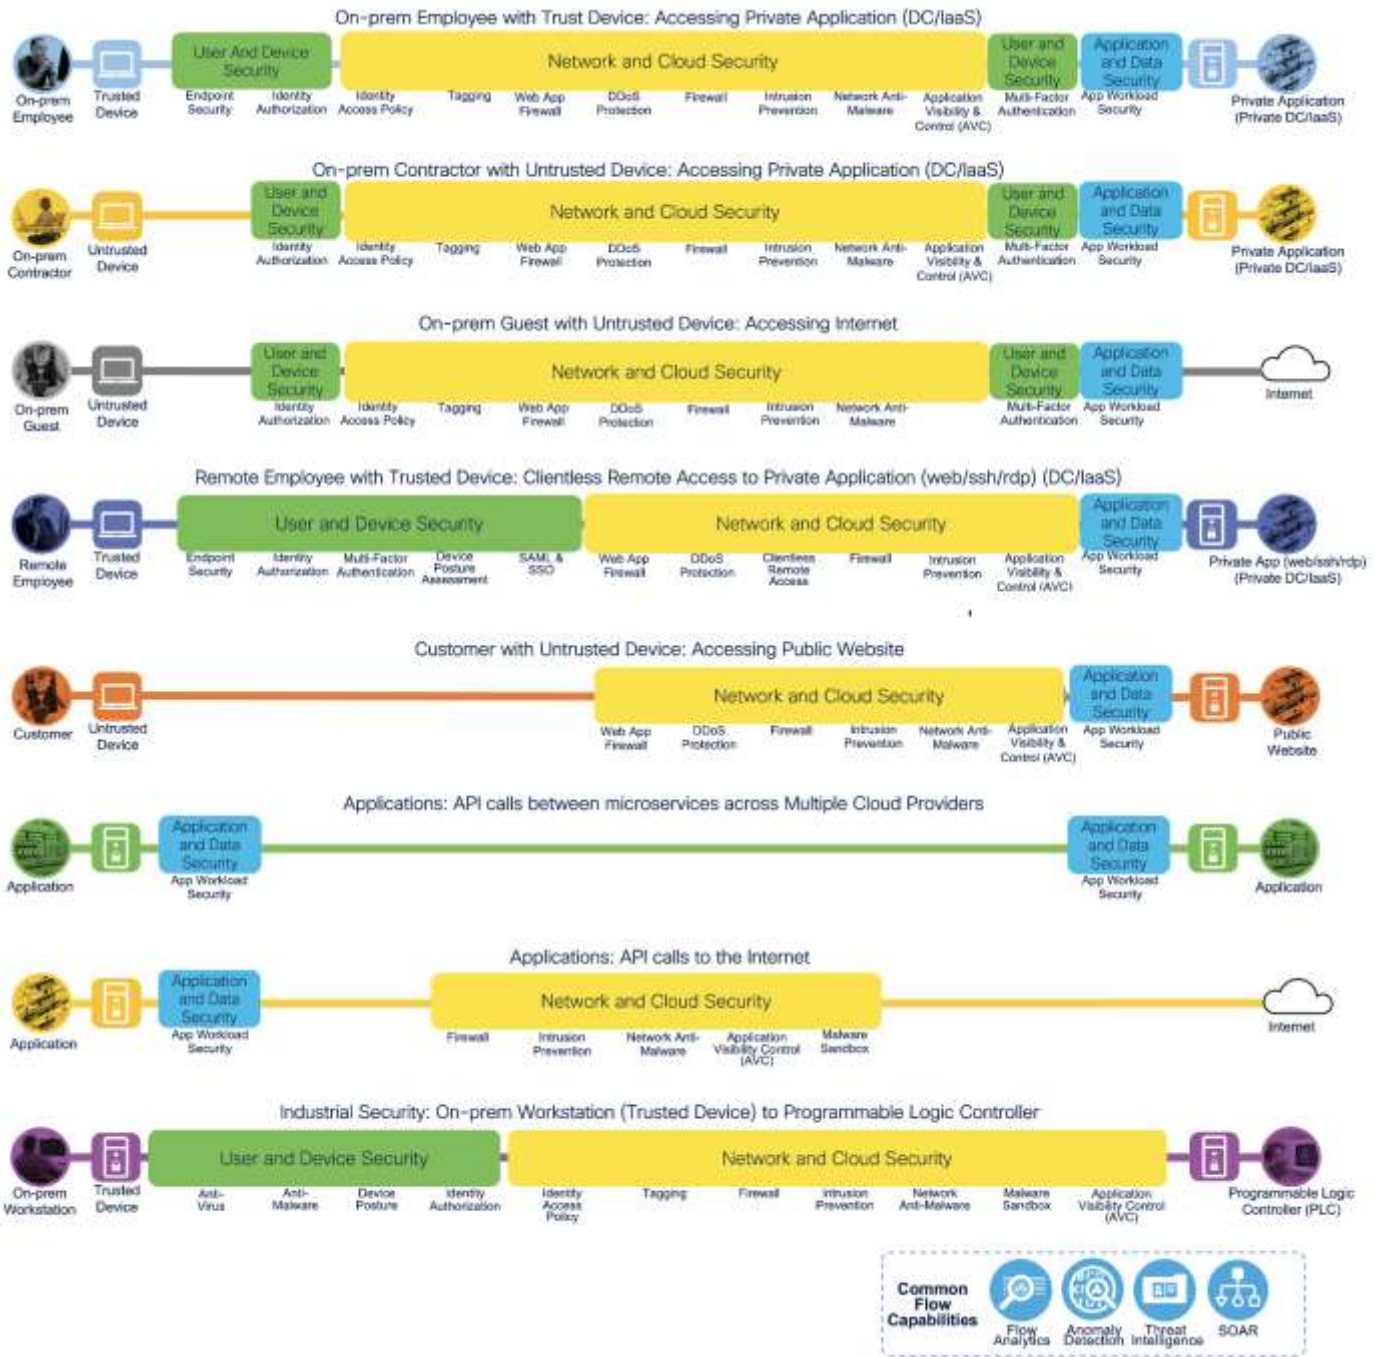 On-prem Employee with Trust Device: Accessing Private Application (DC/IaaS)
User And Device
Security
Network and Cloud Security
User and
Device
Security
Application
and Data
Security
On-prem
Employee
Trusted
Device
Endpoint
Security
Identity
Authorization
Identity
Access Policy
Tagging
Web App
Firewall
DDoS
Protection
Firewall
Intrusion
Prevention
Network Anti-
Malware
Application
Visibility &
Control (AVC)
Multi-Factor
Authentication
App Workload
Security
Private Application
(Private DC/IaaS)
On-prem Contractor with Untrusted Device: Accessing Private Application (DC/IaaS)
User and
Device
Security
Network and Cloud Security
User and
Device
Security
Application
and Data
Security
On-prem
Contractor
Untrusted
Device
Identity
Authorization
Identity
Access Policy
Tagging
Web App
Firewall
DDoS
Protection
Firewall
Intrusion
Prevention
Network Anti-
Malware
Application
Visibility &
Control (AVC)
Multi-Factor
Authentication
App Workload
Security
Private Application
(Private DC/IaaS)
On-prem Guest with Untrusted Device: Accessing Internet
User and
Device
Security
Network and Cloud Security
User and
Device
Security
Application
and Data
Security
On-prem
Guest
Untrusted
Device
Identity
Authorization
Identity
Access Policy
Tagging
Web App
Firewall
DDoS
Protection
Firewall
Intrusion
Prevention
Network Anti-
Malware
Multi-Factor
Authentication
App Workload
Security
Internet
Remote Employee with Trusted Device: Clientless Remote Access to Private Application (web/ssh/rdp) (DC/IaaS)
User and Device Security
Network and Cloud Security
Application
and Data
Security
Remote
Employee
Trusted
Device
Endpoint
Security
Identity
Authorization
Multi-Factor
Authentication
Device
Posture
Assessment
SAML &
SSO
Web App
Firewall
DDoS
Protection
Clientless
Remote
Access
Firewall
Intrusion
Prevention
Application
Visibility &
Control (AVC)
App Workload
Security
Private App (web/ssh/rdp)
(Private DC/IaaS)
Customer with Untrusted Device: Accessing Public Website
Network and Cloud Security
Application
and Data
Security
Customer
Untrusted
Device
Web App
Firewall
DDoS
Protection
Firewall
Intrusion
Prevention
Network Anti-
Malware
Application
Visibility &
Control (AVC)
App Workload
Security
Public
Website
Applications: API calls between microservices across Multiple Cloud Providers
Application
and Data
Security
Application
and Data
Security
Application
App Workload
Security
App Workload
Security
Application
Applications: API calls to the Internet
Application
and Data
Security
Network and Cloud Security
Application
App Workload
Security
Firewall
Intrusion
Prevention
Network Anti-
Malware
Application
Visibility Control
(AVC)
Malware
Sandbox
Internet
Industrial Security: On-prem Workstation (Trusted Device) to Programmable Logic Controller
User and Device Security
Network and Cloud Security
On-prem
Workstation
Trusted
Device
Anti-
Virus
Anti-
Malware
Device
Posture
Identity
Authorization
Identity
Access
Policy
Tagging
Firewall
Intrusion
Prevention
Network
Anti-Malware
Malware
Sandbox
Application
Visibility Control
(AVC)
Programmable Logic
Controller (PLC)
Common
Flow
Capabilities
Flow
Analytics
Anomaly
Detection
Threat
Intelligence
SOAR